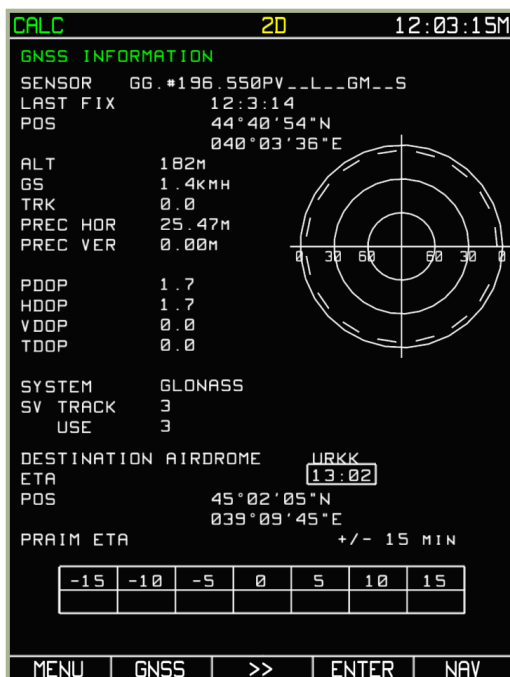 CALC 2D 12:03:15M
GNSS INFORMATION
SENSOR GG.#196.550PV__L__GM__S
LAST FIX 12:3:14
POS 44°40'54"N
040°03'36"E
ALT 182M
GS 1.4KMH
TRK 0.0
PREC HOR 25.47M
PREC VER 0.00M
0 30 60 60 30 0
PDOP 1.7
HDOP 1.7
VDOP 0.0
TDOP 0.0
SYSTEM GLONASS
SV TRACK 3
USE 3
DESTINATION AIRDROME URKK
ETA 13:02
POS 45°02'05"N
039°09'45"E
PRAIM ETA +/- 15 MIN
-15 -10 -5 0 5 10 15
MENU GNSS >> ENTER NAV